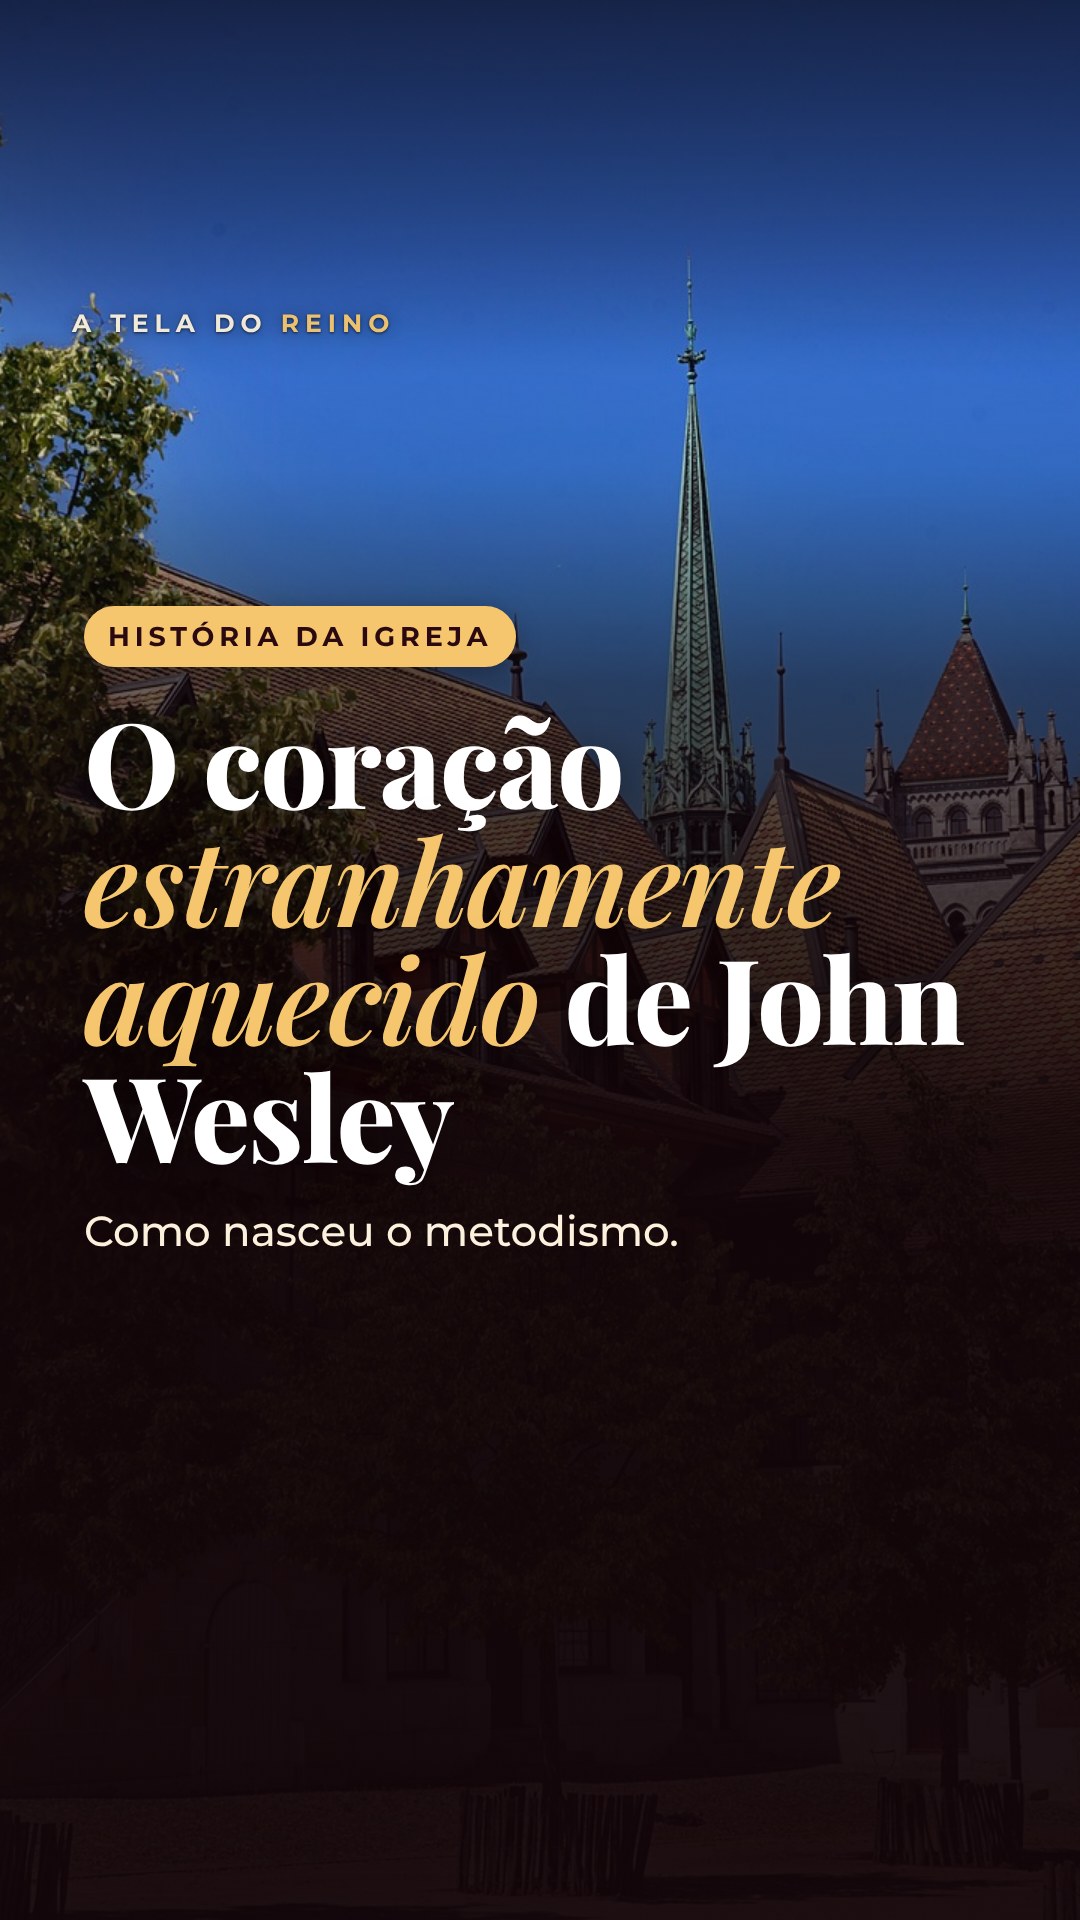 A TELA DO REINO
HISTÓRIA DA IGREJA
O coração
estranhamente
aquecido de John
Wesley
Como nasceu o metodismo.